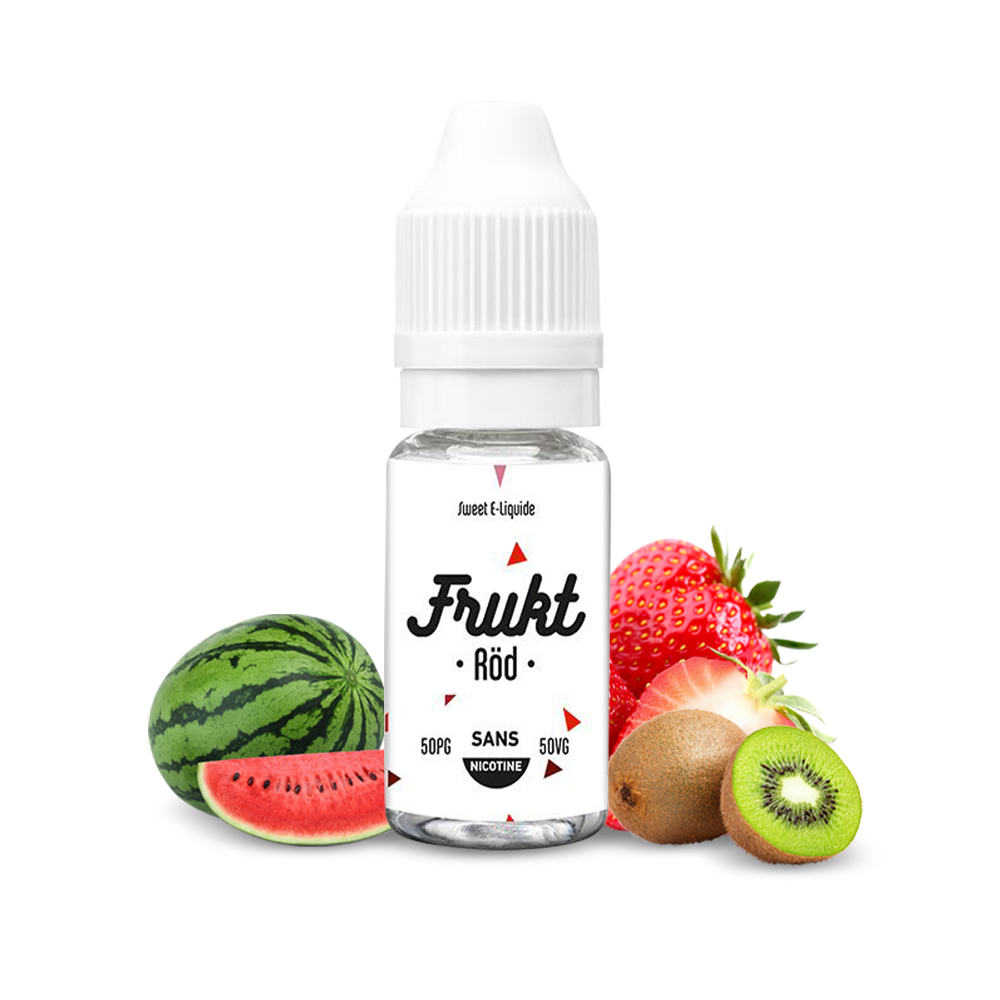 Sweet E-Liquide
Frukt
• Röd •
50PG SANS 50VG
NICOTINE